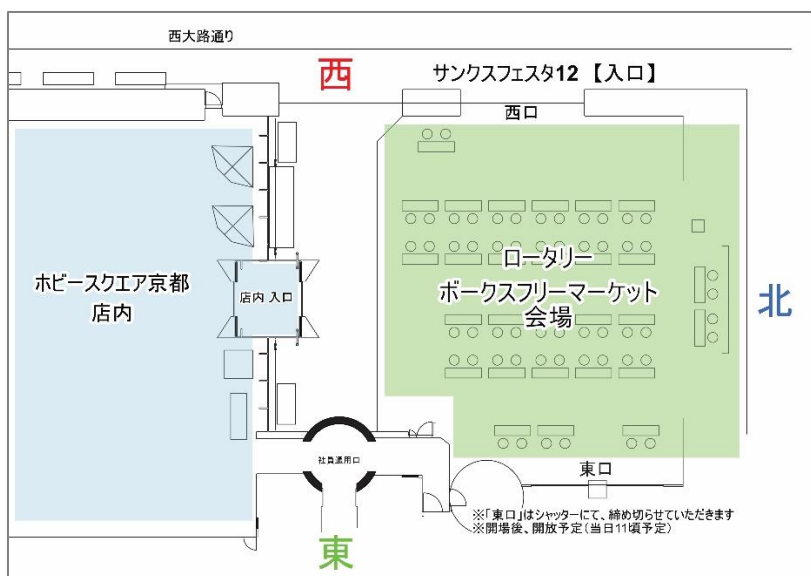 西大路通り
西
サンクスフェスタ12 【入口】
西口
ホビースクエア京都
店内
店内 入口
ロータリー
ボークスフリーマーケット
会場
北
社員通用口
東口
※「東口」はシャッターにて、締め切らせていただきます
※開場後、開放予定(当日11頃予定)
東